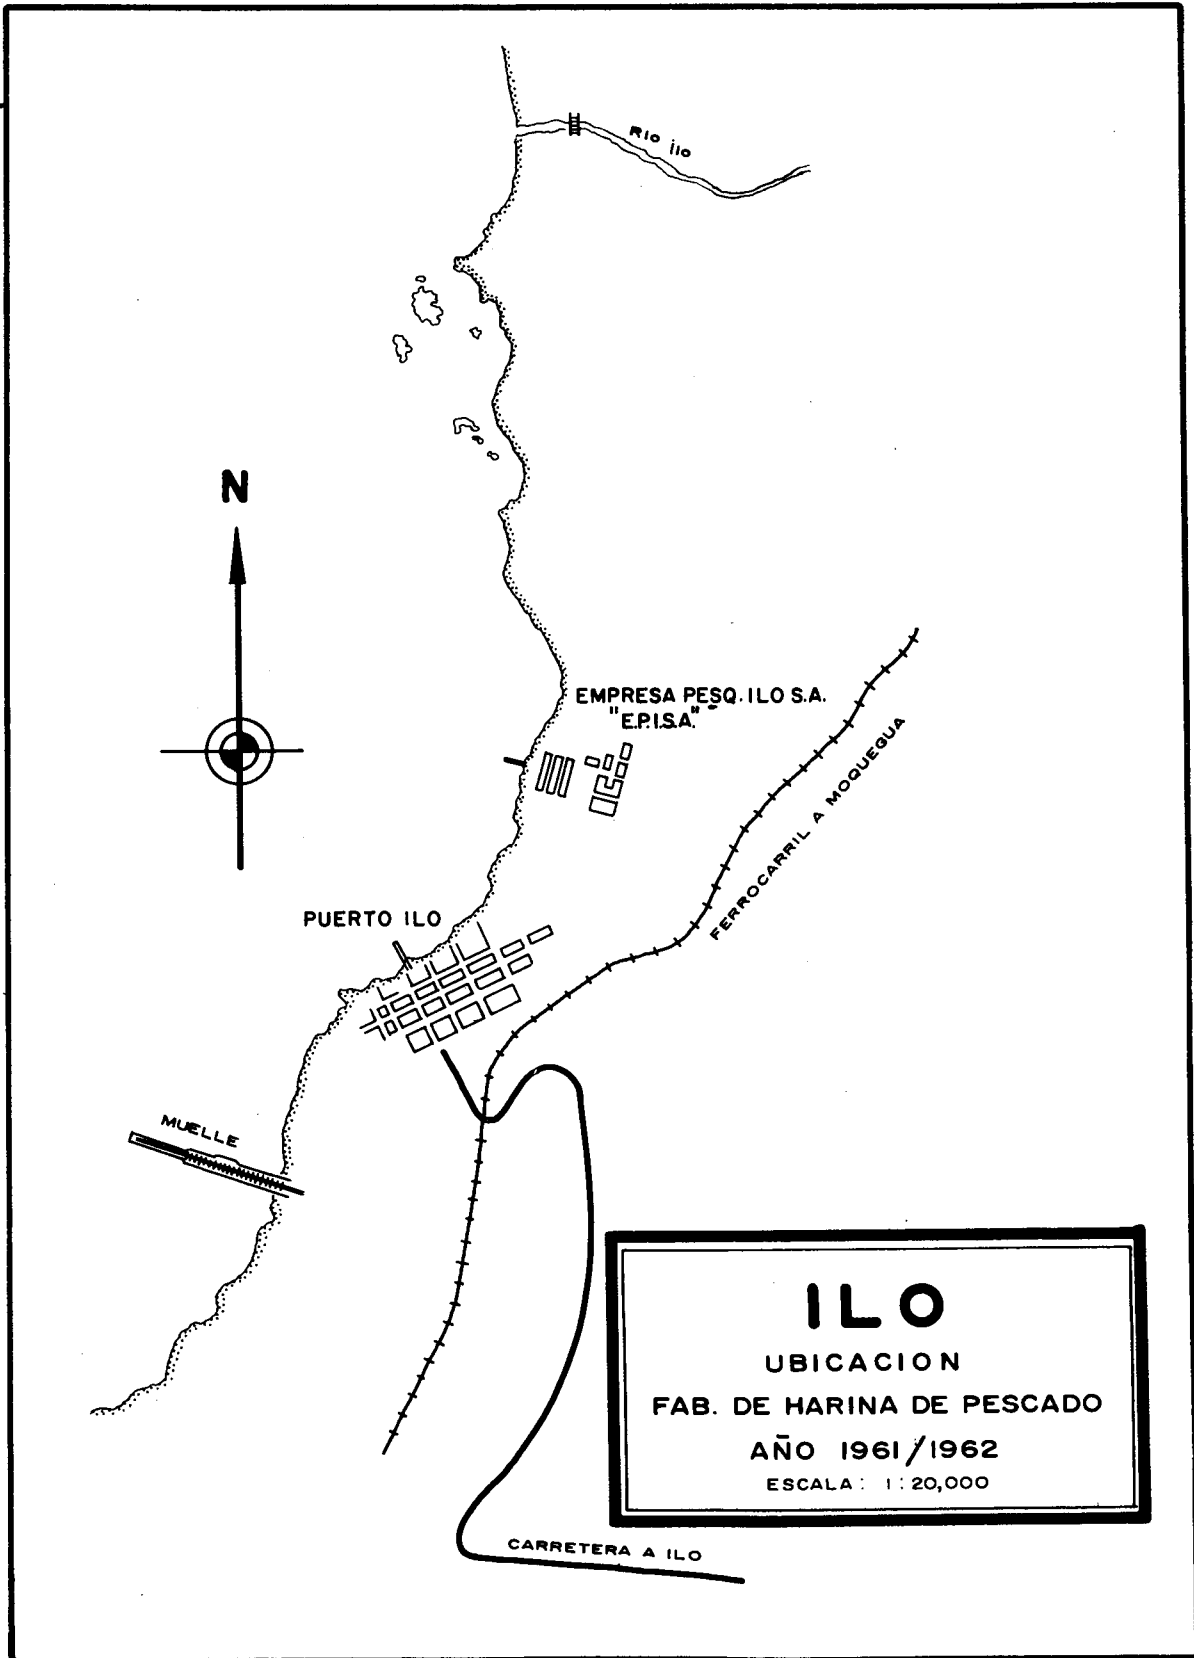 Rio ilo
N
EMPRESA PESQ. ILO S.A.
"E.P.I.S.A."
FERROCARRIL A MOQUEGUA
PUERTO ILO
MUELLE
ILO
UBICACION
FAB. DE HARINA DE PESCADO
AÑO 1961/1962
ESCALA: 1:20,000
CARRETERA A ILO